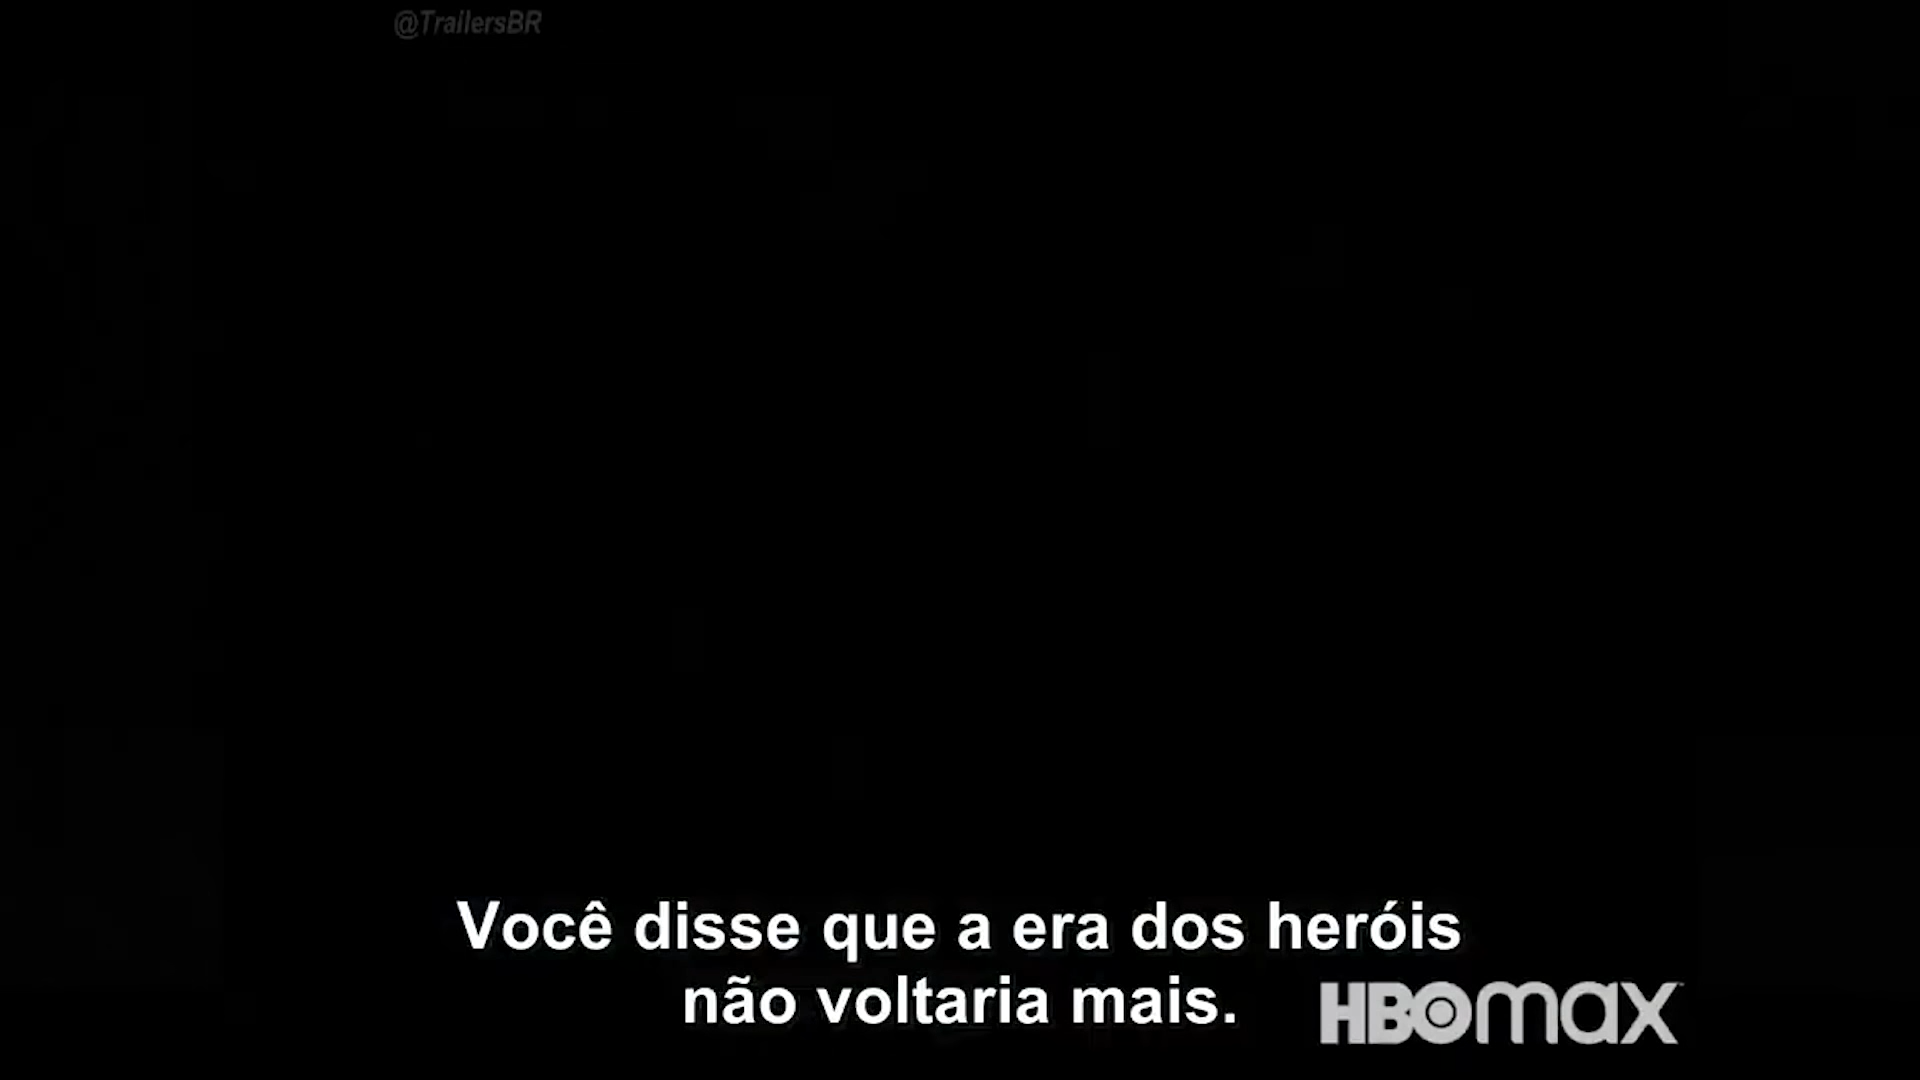 @TrailersBR
Você disse que a era dos heróis
não voltaria mais.
HBOmax